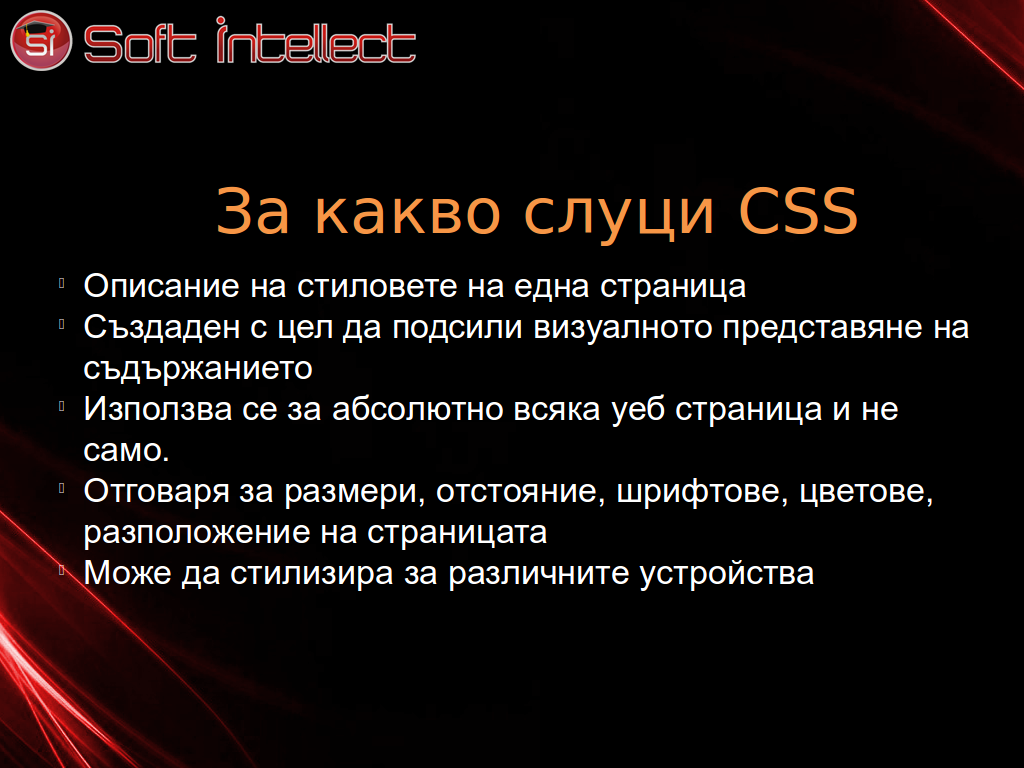 Si Soft Intellect
За какво слуци CSS
Описание на стиловете на една страница
Създаден с цел да подсили визуалното представяне на
съдържанието
Използва се за абсолютно всяка уеб страница и не
само.
Отговаря за размери, отстояние, шрифтове, цветове,
разположение на страницата
Може да стилизира за различните устройства